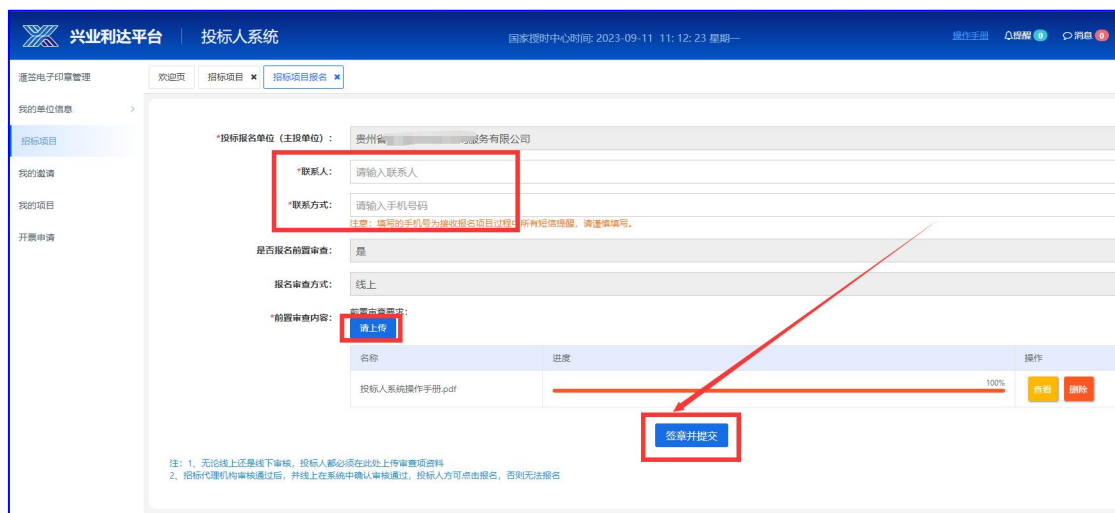 兴业利达平台 投标人系统 国家授时中心时间: 2023-09-11 11: 12: 23 星期一 操作手册 提醒 0 消息 0
潍签电子印章管理 欢迎页 招标项目 × 招标项目报名 ×
我的单位信息 >
招标项目
我的邀请
我的项目
开票申请
*投标报名单位（主投单位）: 贵州省 服务有限公司
*联系人: 请输入联系人
*联系方式: 请输入手机号码
注意：填写的手机号为接收报名项目过程中所有短信提醒，请谨慎填写。
是否报名前置审查: 是
报名审查方式: 线上
*前置审查内容: 前置审查要求:
请上传
名称 进度 操作
投标人系统操作手册.pdf 100% 查看 删除
签章并提交
注：1、无论线上还是线下审核，投标人都必须在此处上传审查项资料
2、招标代理机构审核通过后，并线上在系统中确认审核通过，投标人方可点击报名，否则无法报名